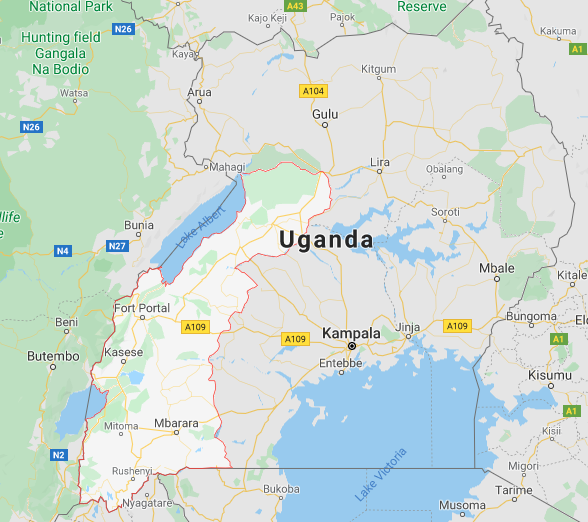 National Park
A43
Kajo Keji
Pajok
Reserve
N26
Hunting field
Gangala
Na Bodio
Kaya
Kakuma
A1
Kitgum
Watsa
Arua
A104
Gulu
N26
Mahagi
Lira
Obalang
Soroti
Lake Albert
Bunia
Uganda
N4
N27
Mbale
Kitale
Fort Portal
Beni
A109
Kampala
Jinja
A109
Bungoma
A109
A1
Butembo
Kasese
Entebbe
Kisumu
A1
Mitoma
Mbarara
Kisii
N2
Lake Victoria
Rushenyi
Migori
Nyagatare
Bukoba
Tarime
Musoma